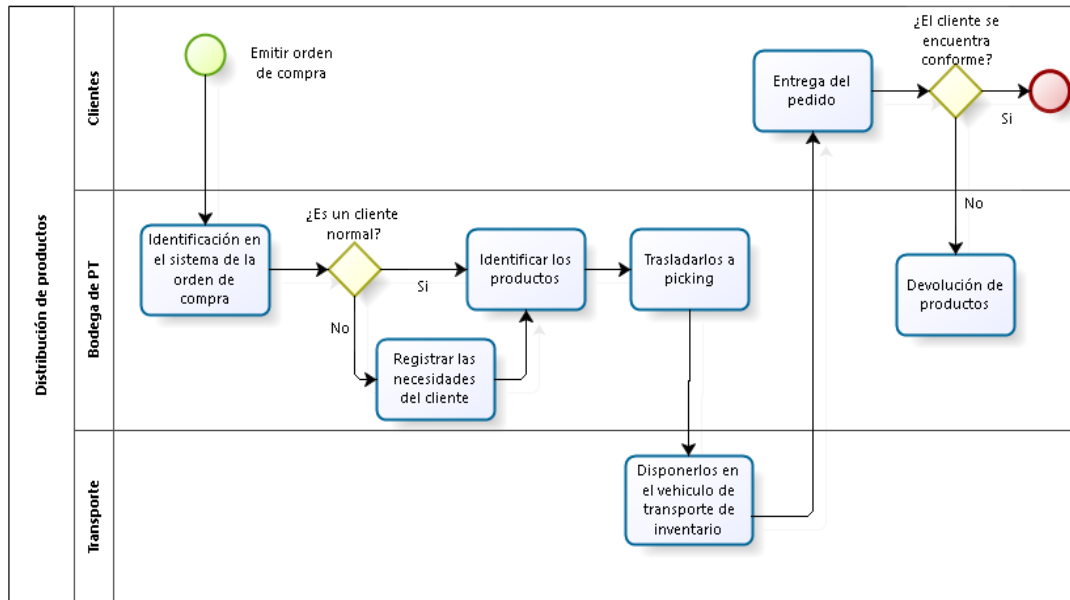 Distribución de productos
Clientes
Emitir orden
de compra
Entrega del
pedido
¿El cliente se
encuentra
conforme?
Si
No
Bodega de PT
Identificación en
el sistema de la
orden de
compra
¿Es un cliente
normal?
Si
No
Registrar las
necesidades
del cliente
Identificar los
productos
Trasladarlos a
picking
Devolución de
productos
Transporte
Disponerlos en
el vehiculo de
transporte de
inventario